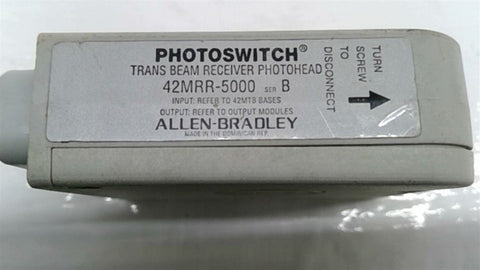 PHOTOSWITCH®
TRANS BEAM RECEIVER PHOTOHEAD
42MRR-5000 SER B
INPUT: REFER TO 42MTB BASES
OUTPUT: REFER TO OUTPUT MODULES
ALLEN-BRADLEY
MADE IN THE DOMINICAN REP.
TURN
SCREW
TO
DISCONNECT